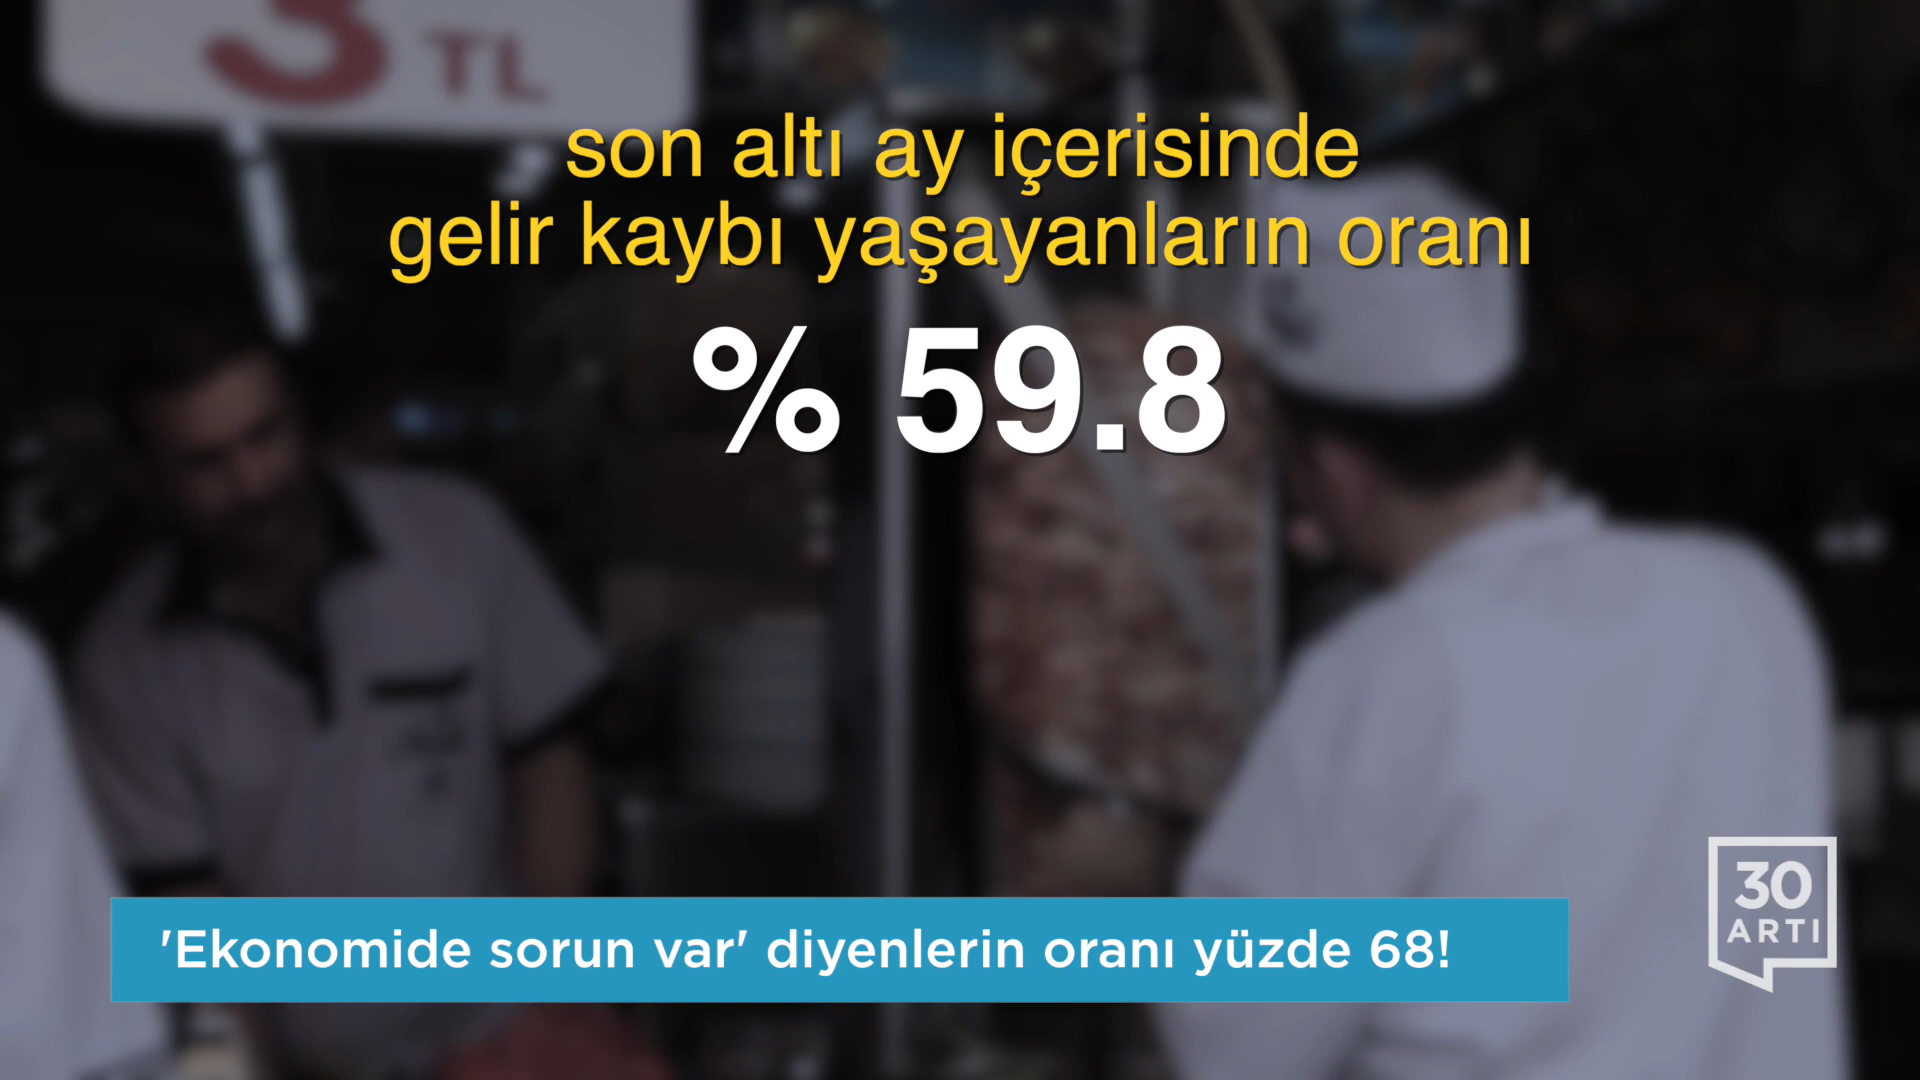 3 TL
son altı ay içerisinde
gelir kaybı yaşayanların oranı
% 59.8
'Ekonomide sorun var' diyenlerin oranı yüzde 68!
30
ARTI